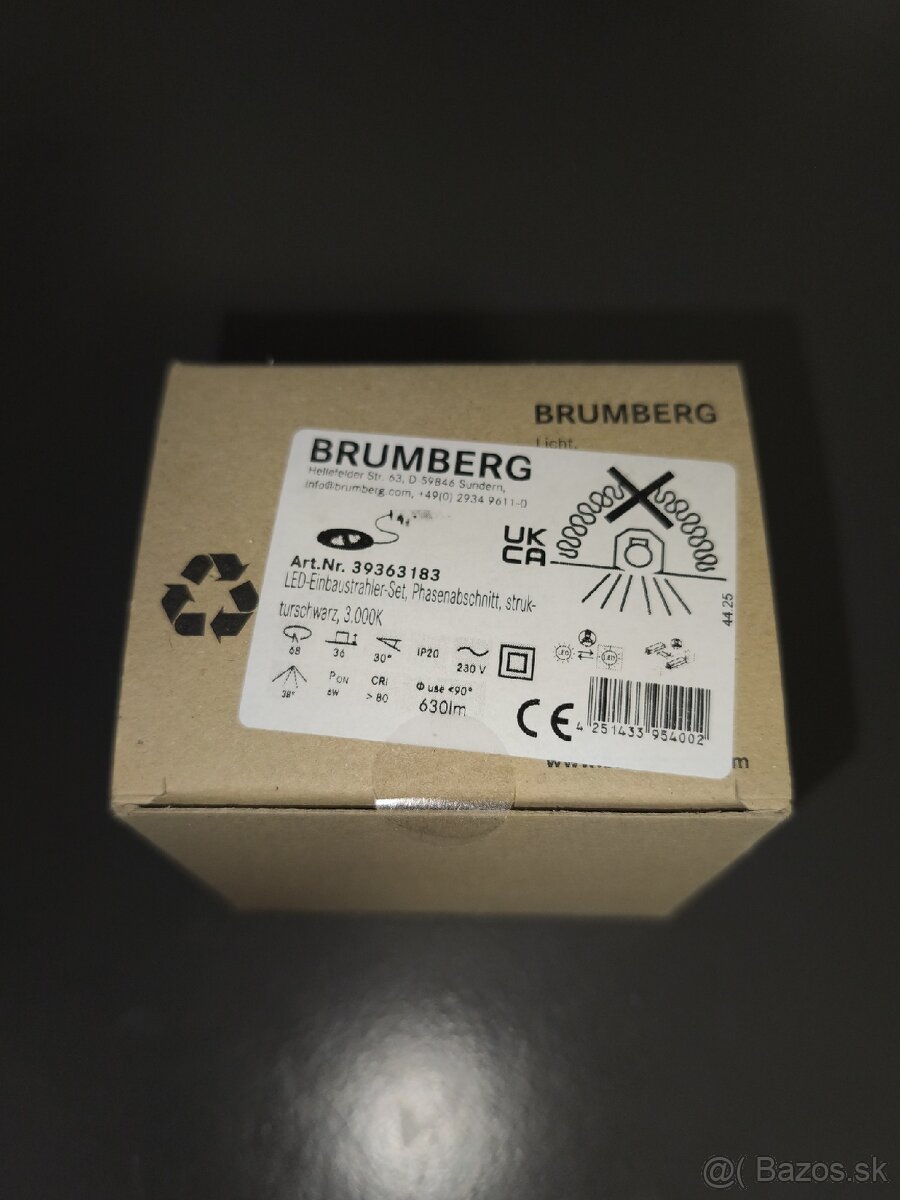 BRUMBERG
Licht.
BRUMBERG
Hellefelder Str. 63, D 59846 Sundern,
info@brumberg.com, +49(0) 2934 9611-0
UK
CA
Art.Nr. 39363183
LED-Einbaustrahler-Set, Phasenabschnitt, struk-
turschwarz, 3.000K
68 36 30° IP20 230 V
38° PON 6W CRI > 80 Φ use <90° 630lm
CE
4 251433 954002
44.25
@( Bazos.sk